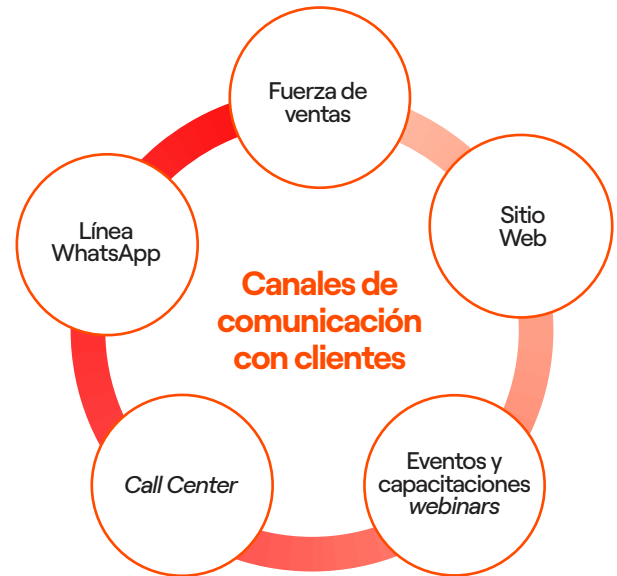 Fuerza de
ventas
Sitio
Web
Línea
WhatsApp
Canales de
comunicación
con clientes
Eventos y
capacitaciones
webinars
Call Center